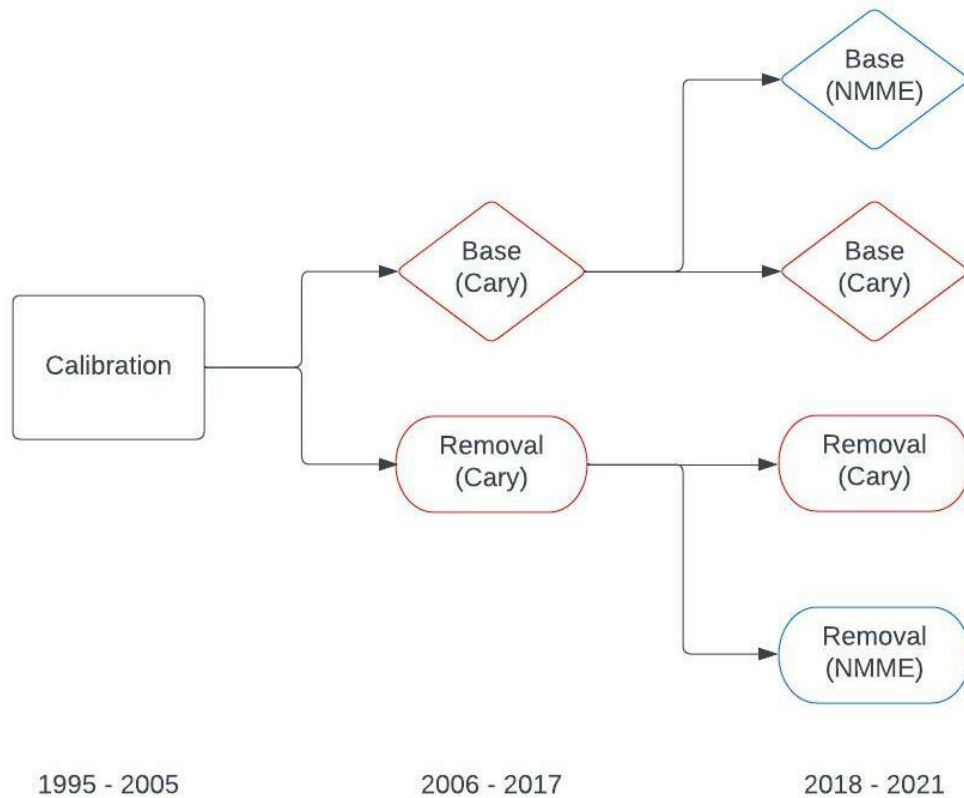 Base
(NMME)
Base
(Cary)
Base
(Cary)
Calibration
Removal
(Cary)
Removal
(Cary)
Removal
(NMME)
1995 - 2005
2006 - 2017
2018 - 2021